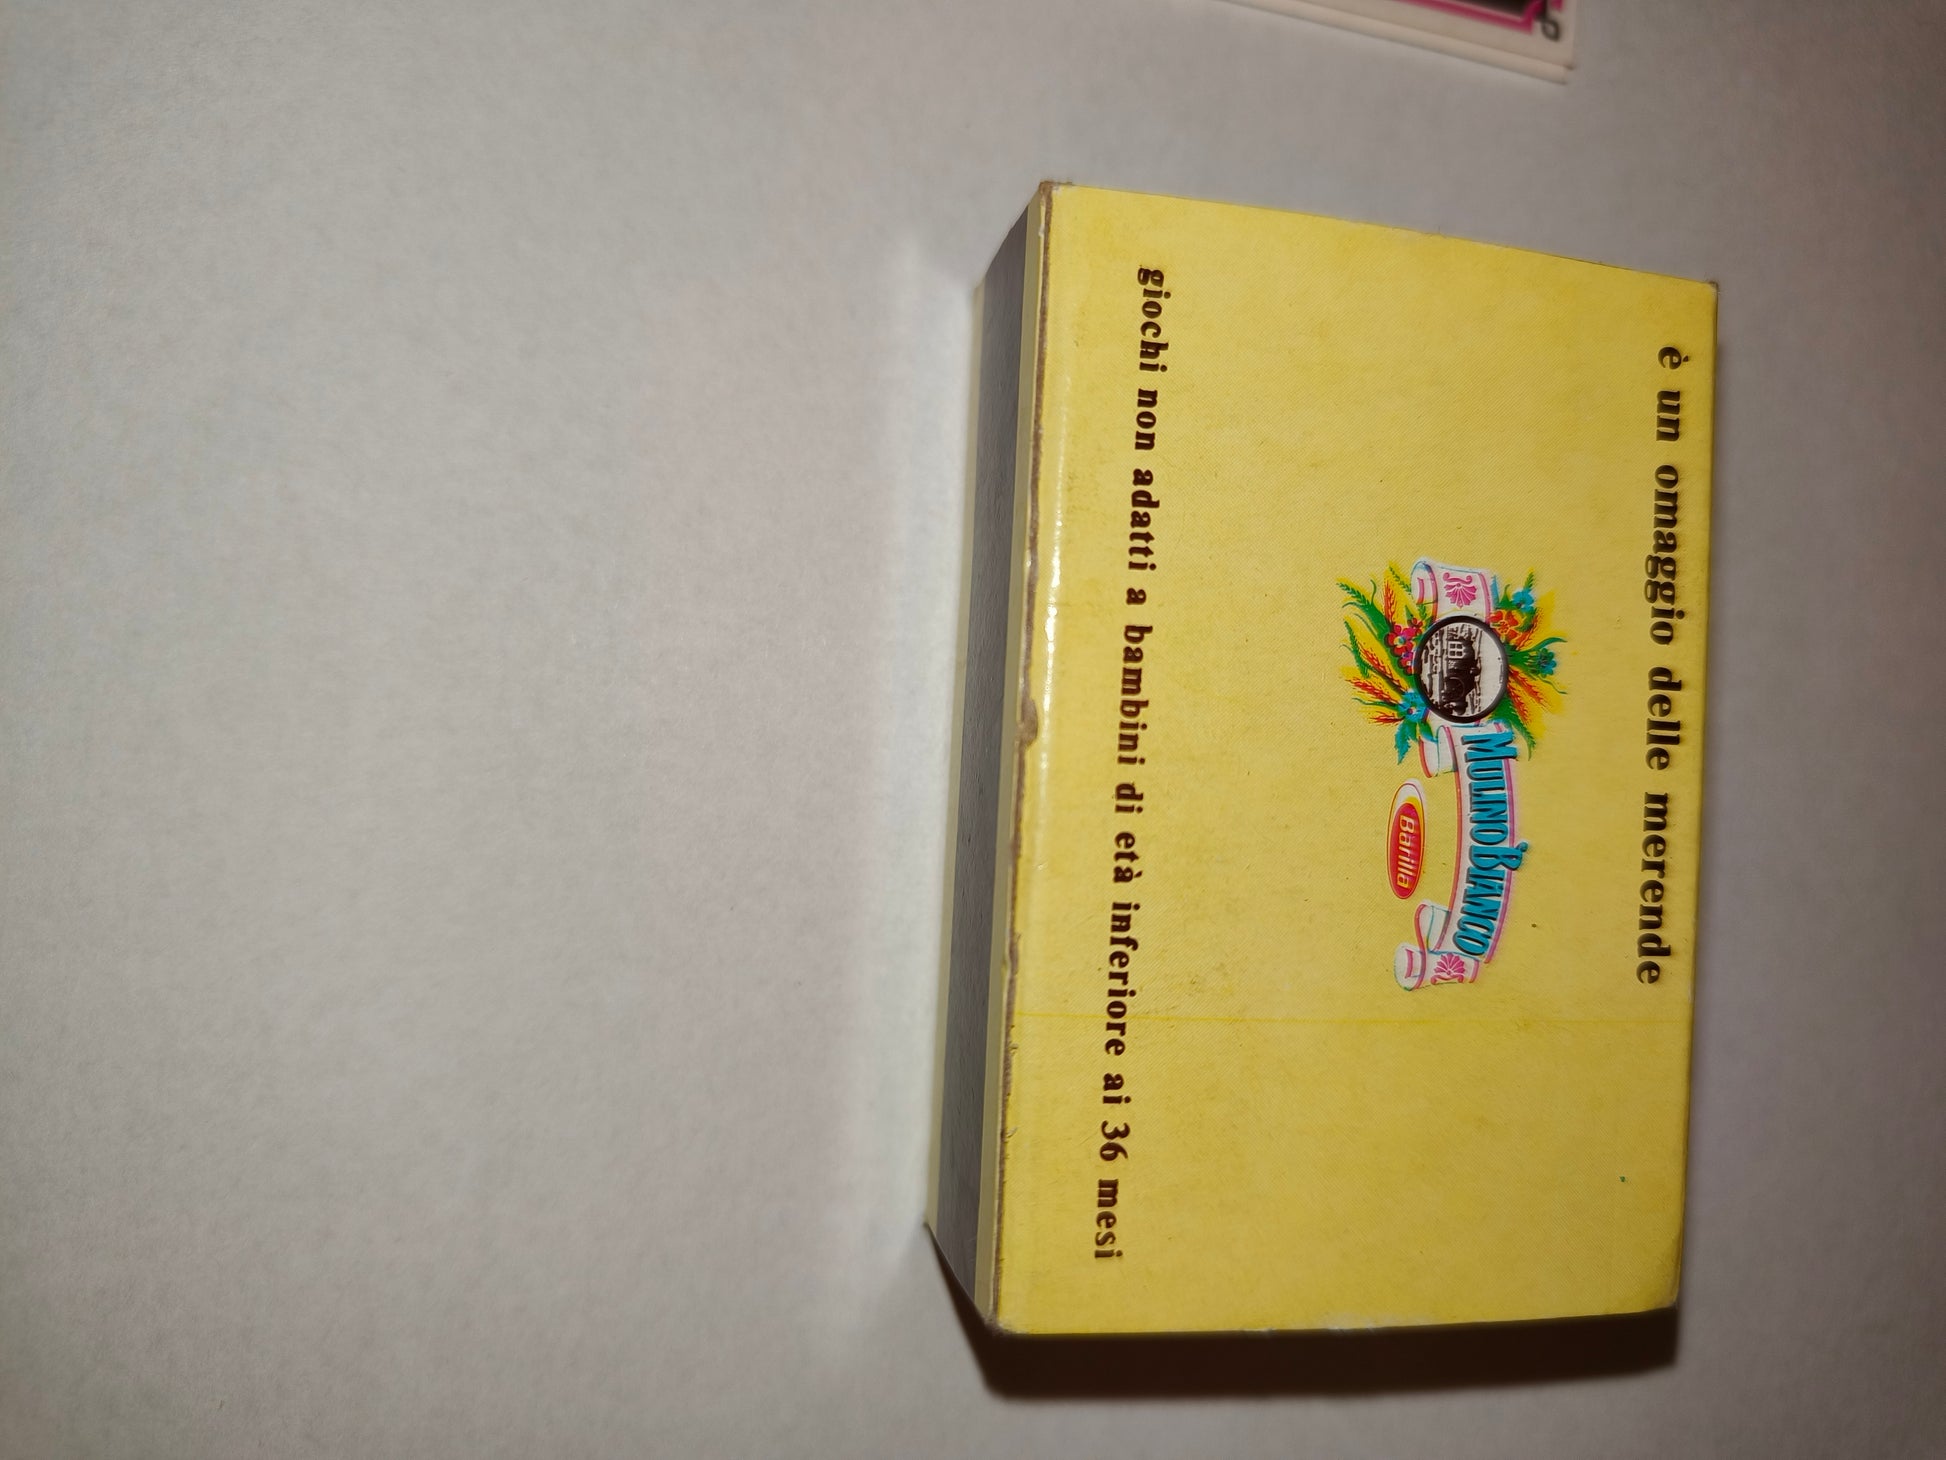 è un omaggio delle merende
MULINO BIANCO
Barilla
giochi non adatti a bambini di età inferiore ai 36 mesi